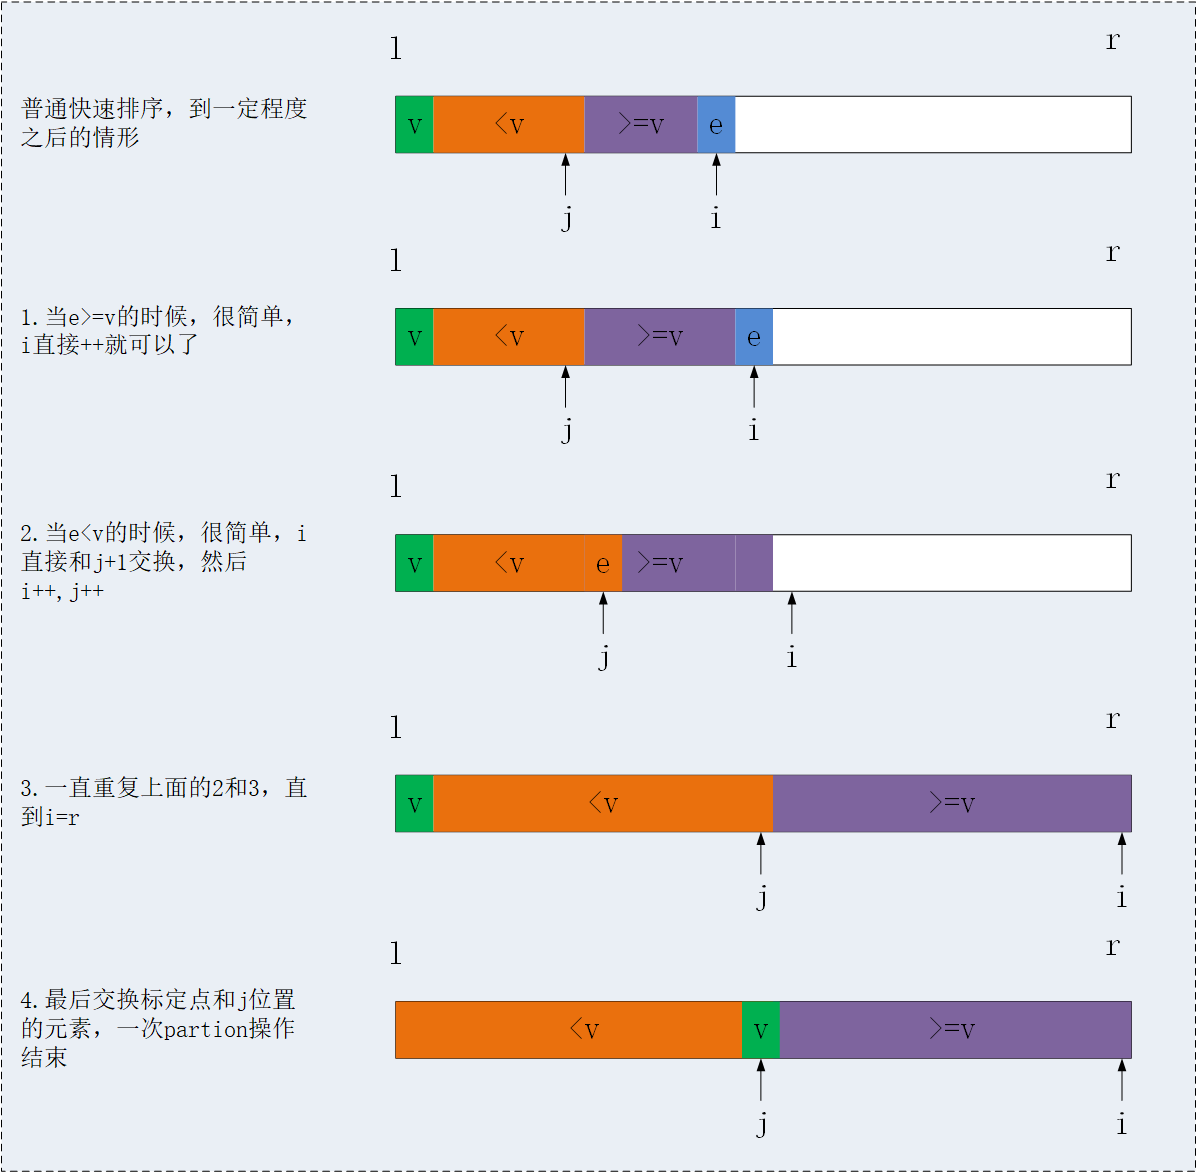 l r
普通快速排序，到一定程度
之后的情形
v <v >=v e
j i
l r
1.当e>=v的时候，很简单，
i直接++就可以了
v <v >=v e
j i
l r
2.当e<v的时候，很简单，i
直接和j+1交换，然后
i++,j++
v <v e >=v
j i
l r
3.一直重复上面的2和3，直
到i=r
v <v >=v
j i
l r
4.最后交换标定点和j位置
的元素，一次partion操作
结束
<v v >=v
j i